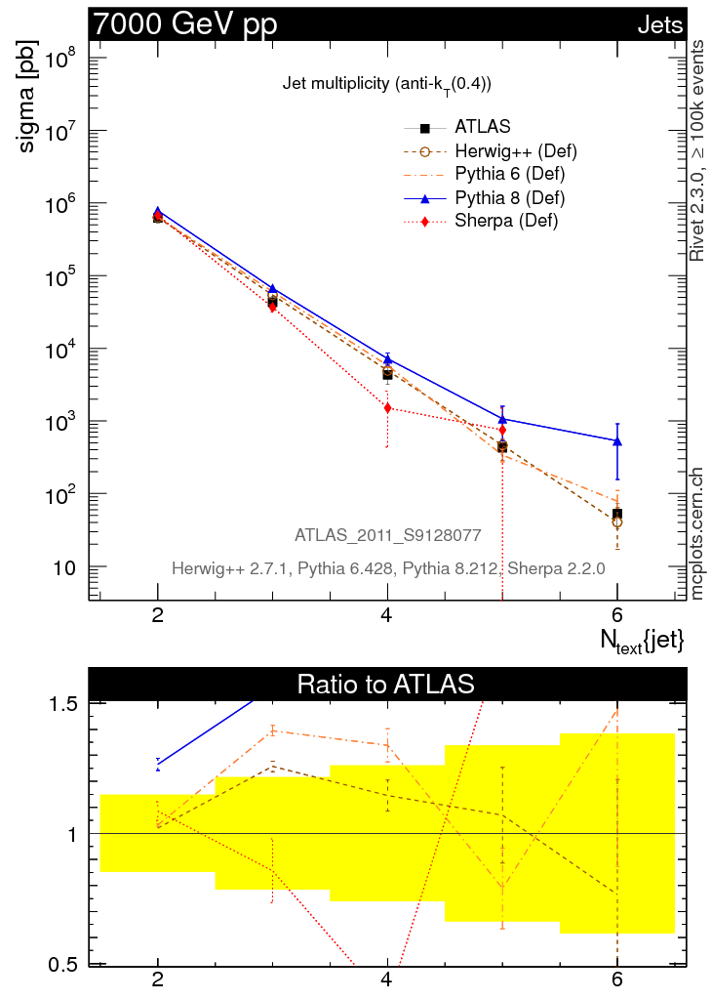 7000 GeV pp
Jets
sigma [pb]
Jet multiplicity (anti-k_T(0.4))
ATLAS
Herwig++ (Def)
Pythia 6 (Def)
Pythia 8 (Def)
Sherpa (Def)
10^8
10^7
10^6
10^5
10^4
10^3
10^2
10
Rivet 2.3.0, ≥ 100k events
mcplots.cern.ch
ATLAS_2011_S9128077
Herwig++ 2.7.1, Pythia 6.428, Pythia 8.212, Sherpa 2.2.0
2 4 6
N_text{jet}
Ratio to ATLAS
1.5
1
0.5
2 4 6